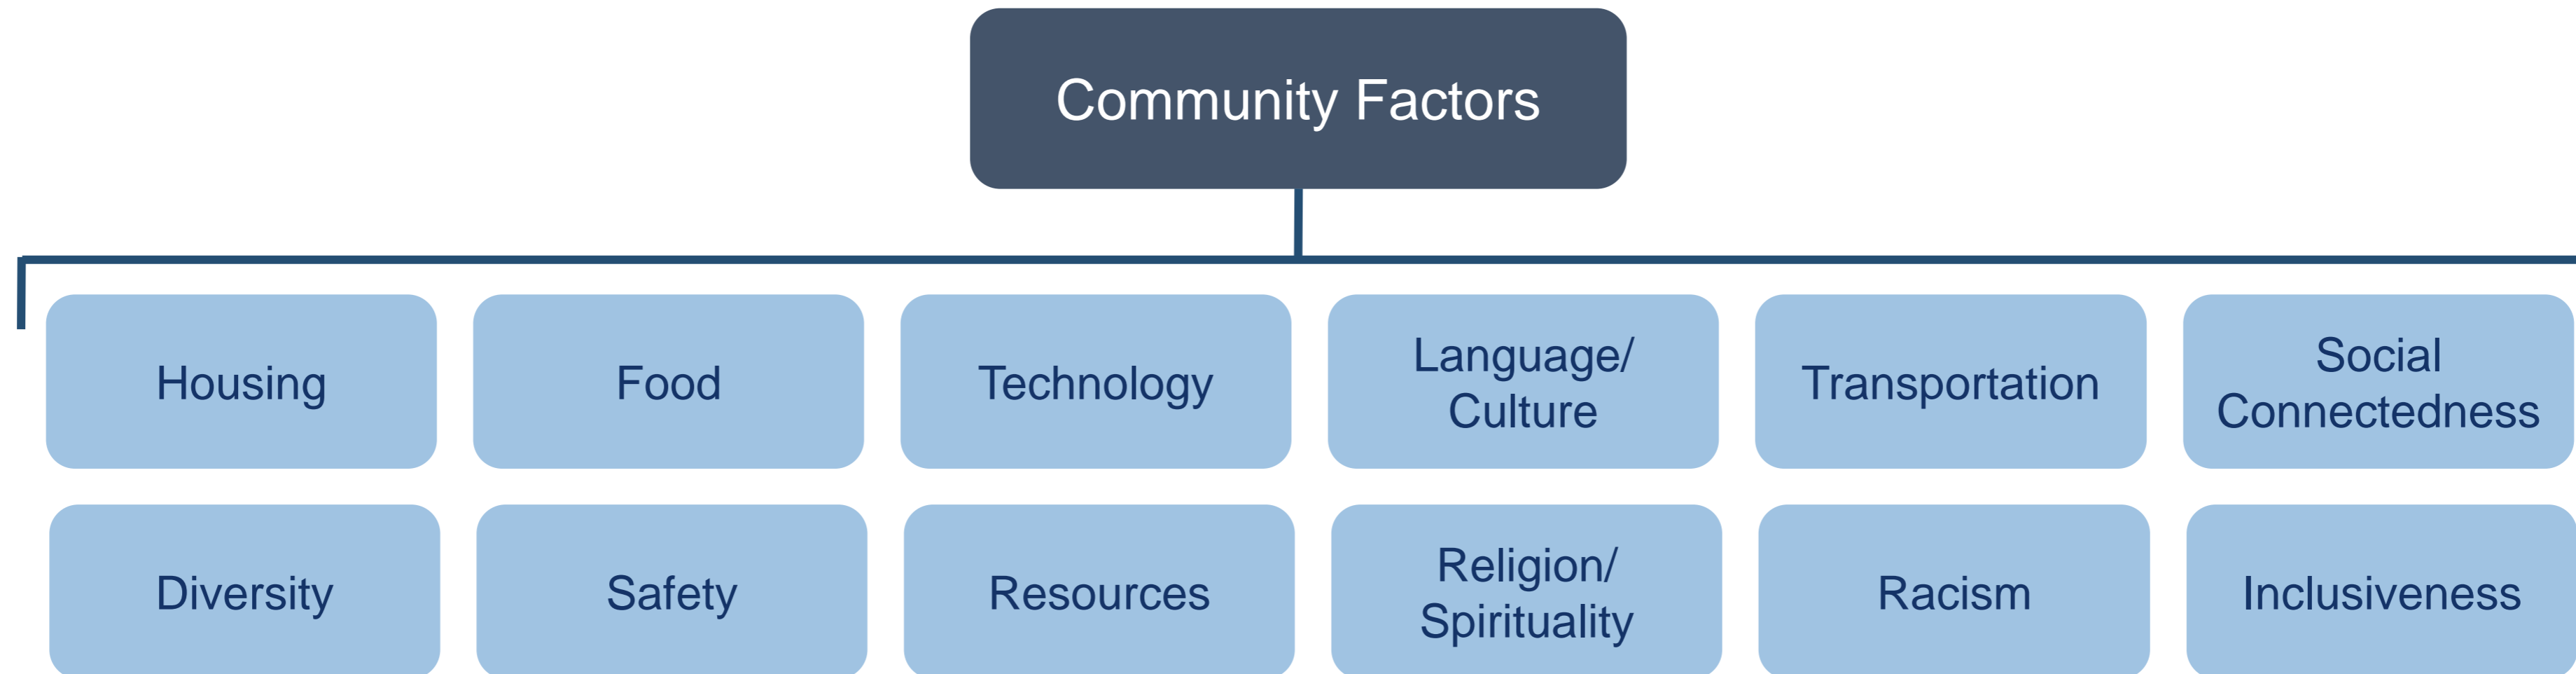 Community Factors
Housing
Food
Technology
Language/
Culture
Transportation
Social
Connectedness
Diversity
Safety
Resources
Religion/
Spirituality
Racism
Inclusiveness